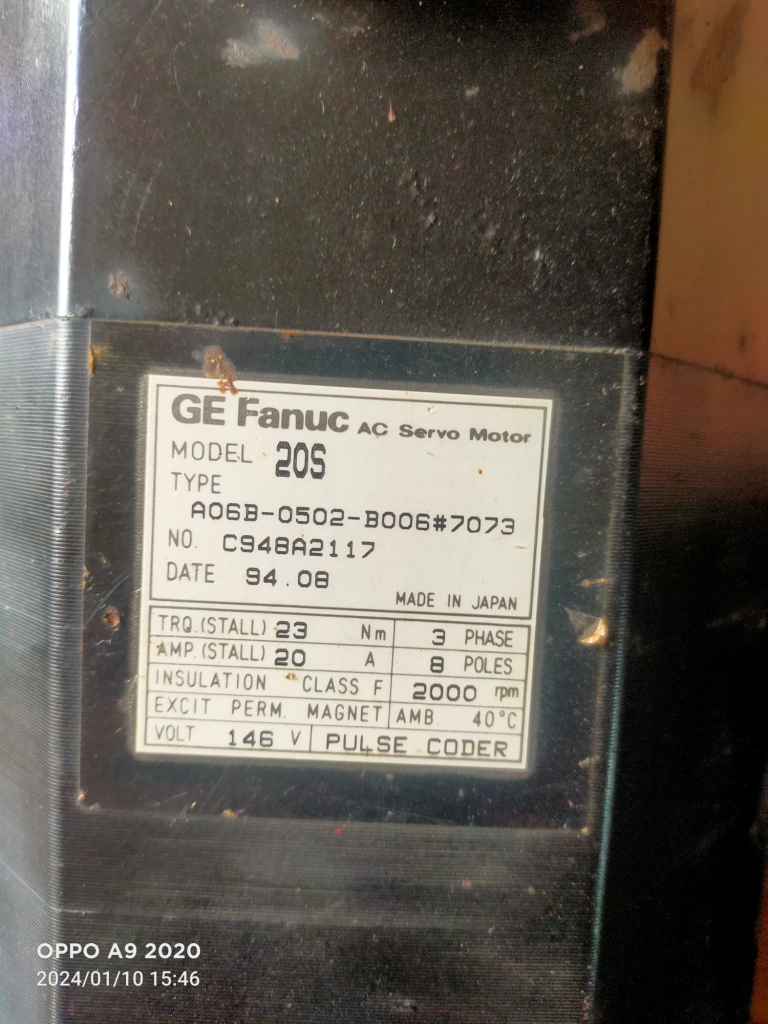 GE Fanuc AC Servo Motor
MODEL 20S
TYPE
A06B-0502-B006#7073
NO. C948A2117
DATE 94.08
MADE IN JAPAN
TRQ.(STALL) 23 Nm 3 PHASE
AMP.(STALL) 20 A 8 POLES
INSULATION CLASS F 2000 rpm
EXCIT PERM. MAGNET AMB. 40°C
VOLT 146 V PULSE CODER
OPPO A9 2020
2024/01/10 15:46